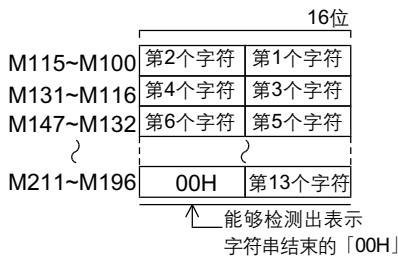 16位
M115~M100 第2个字符 第1个字符
M131~M116 第4个字符 第3个字符
M147~M132 第6个字符 第5个字符
M211~M196 00H 第13个字符
能够检测出表示
字符串结束的「00H」